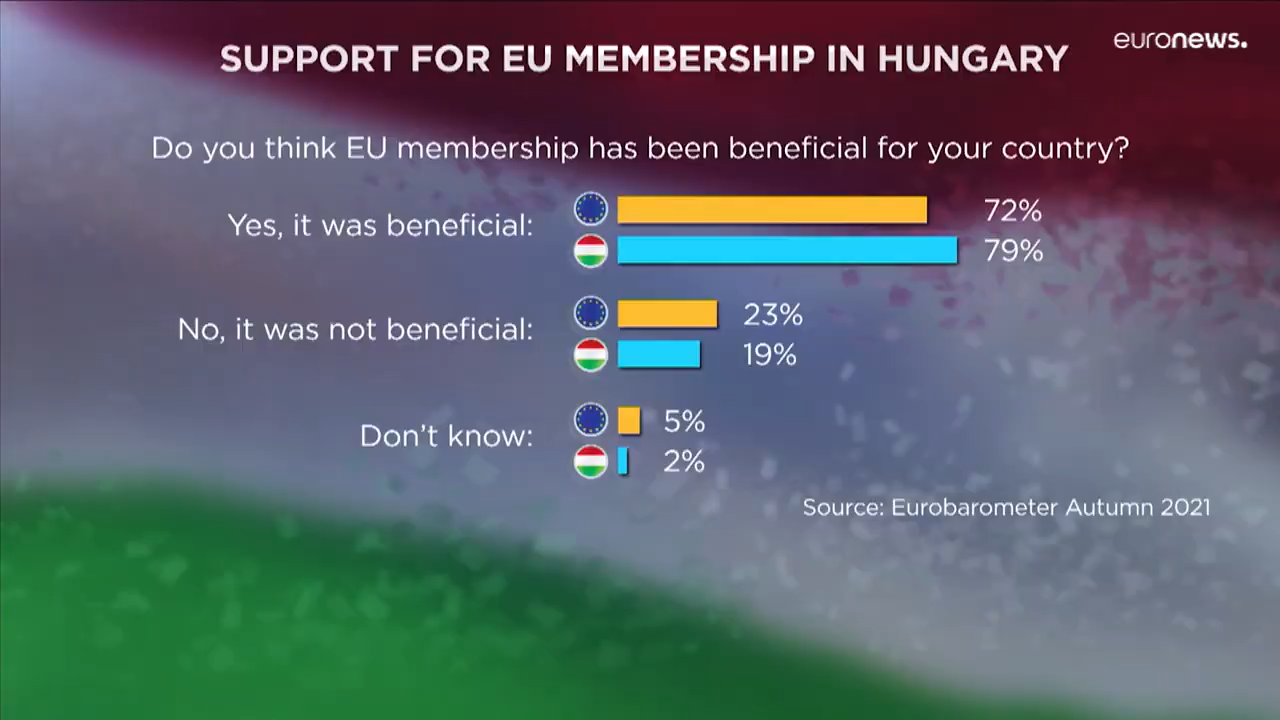 SUPPORT FOR EU MEMBERSHIP IN HUNGARY
euronews.
Do you think EU membership has been beneficial for your country?
Yes, it was beneficial:
72%
79%
No, it was not beneficial:
23%
19%
Don't know:
5%
2%
Source: Eurobarometer Autumn 2021